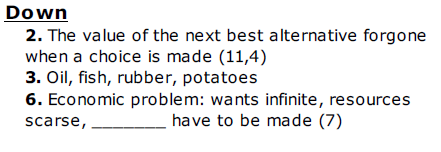 Down
2. The value of the next best alternative forgone
when a choice is made (11,4)
3. Oil, fish, rubber, potatoes
6. Economic problem: wants infinite, resources
scarse, _______ have to be made (7)